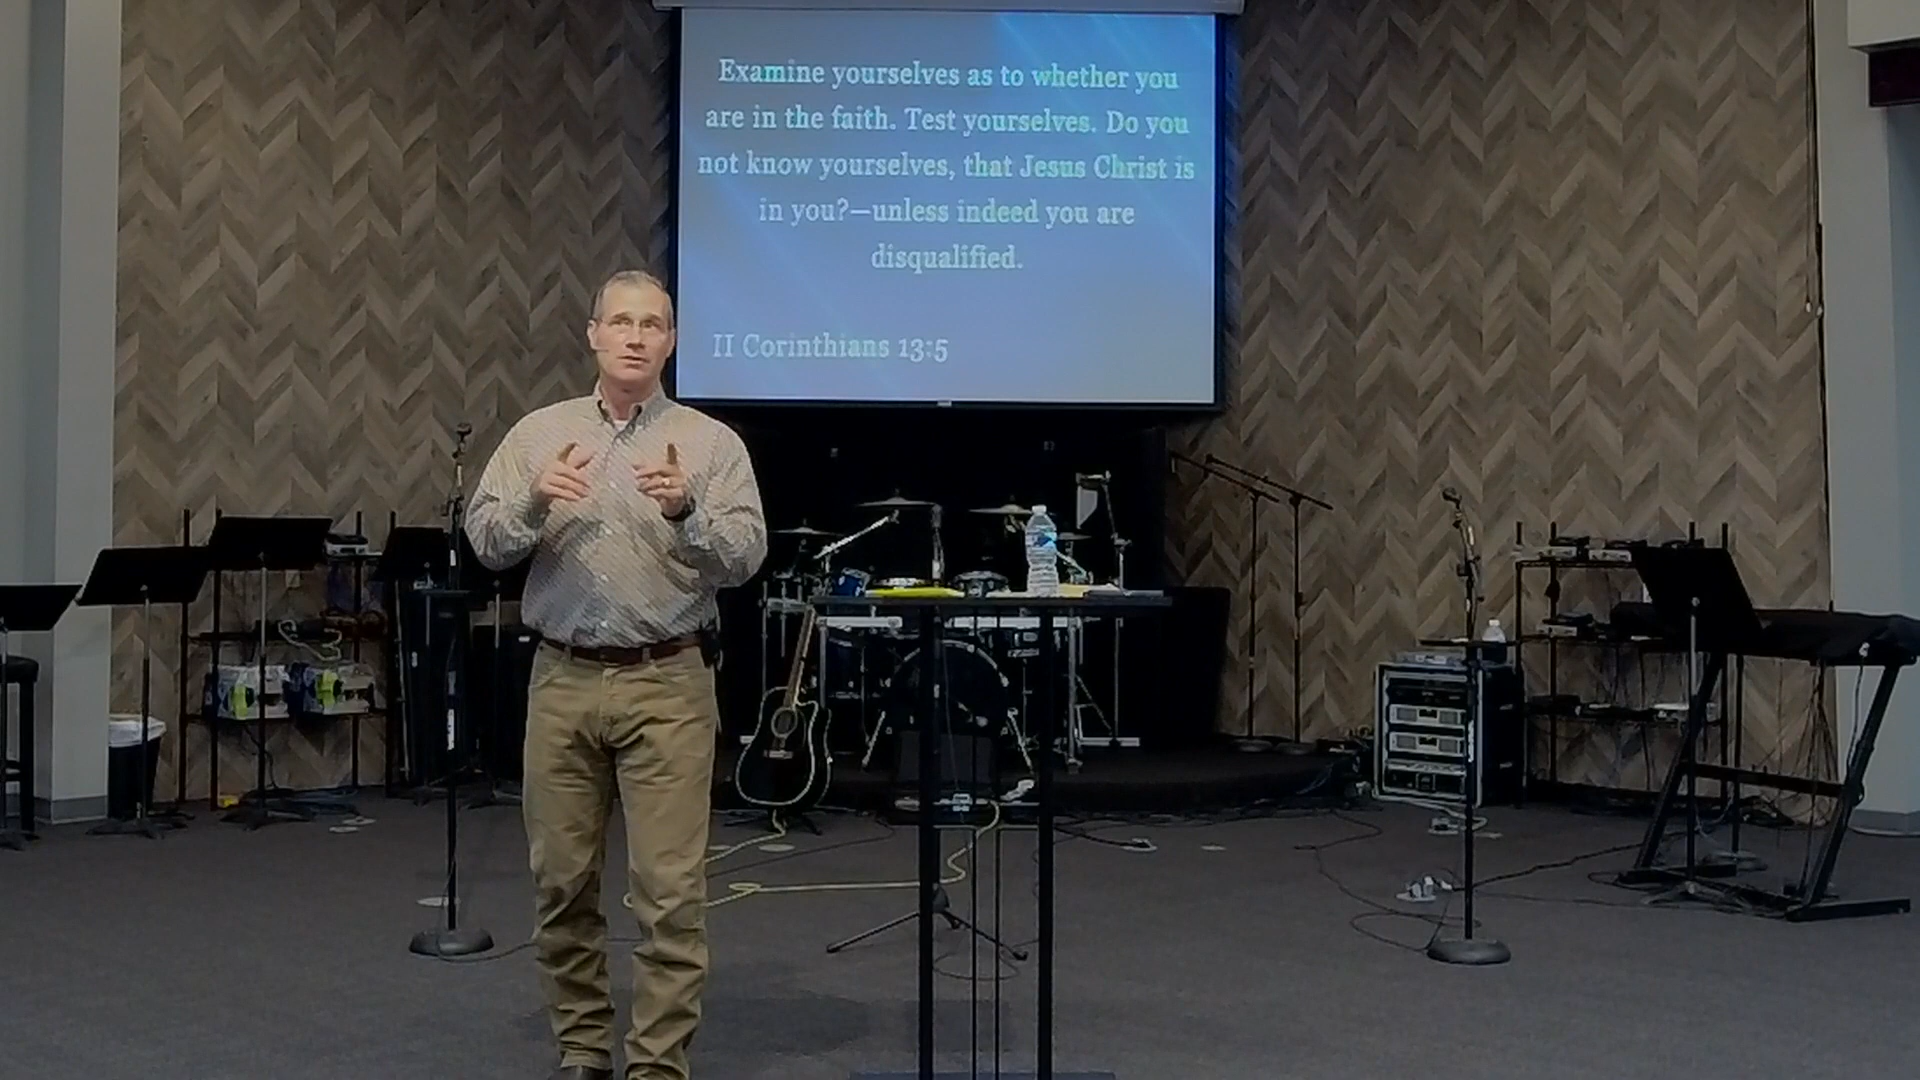 Examine yourselves as to whether you
are in the faith. Test yourselves. Do you
not know yourselves, that Jesus Christ is
in you?—unless indeed you are
disqualified.
II Corinthians 13:5